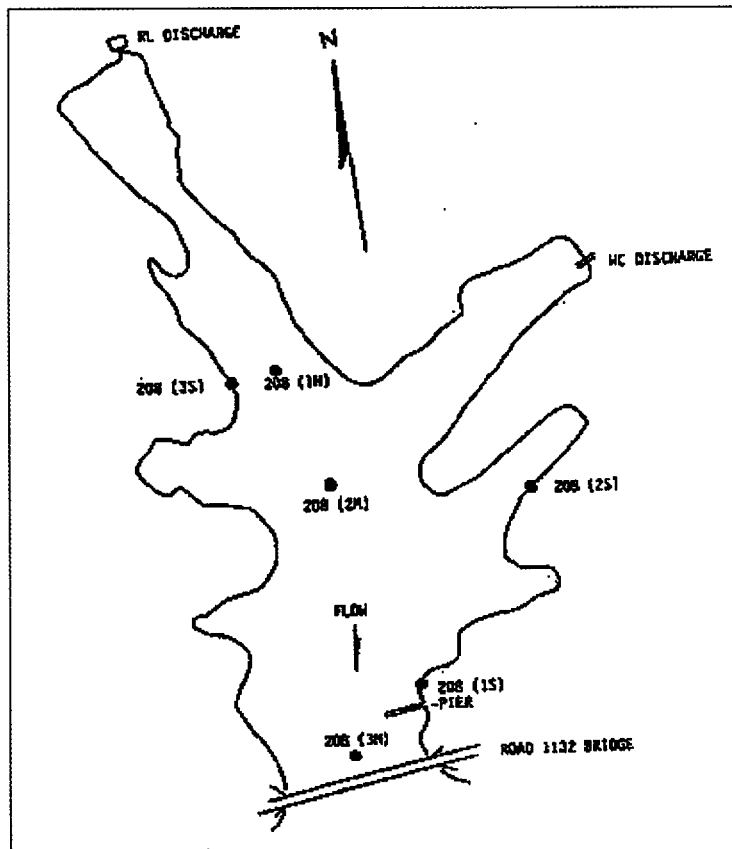 RL DISCHARGE
N
WC DISCHARGE
208 (3S)
208 (1M)
208 (2M)
208 (2S)
FLOW
208 (1S)
PIER
208 (3M)
ROAD 1132 BRIDGE